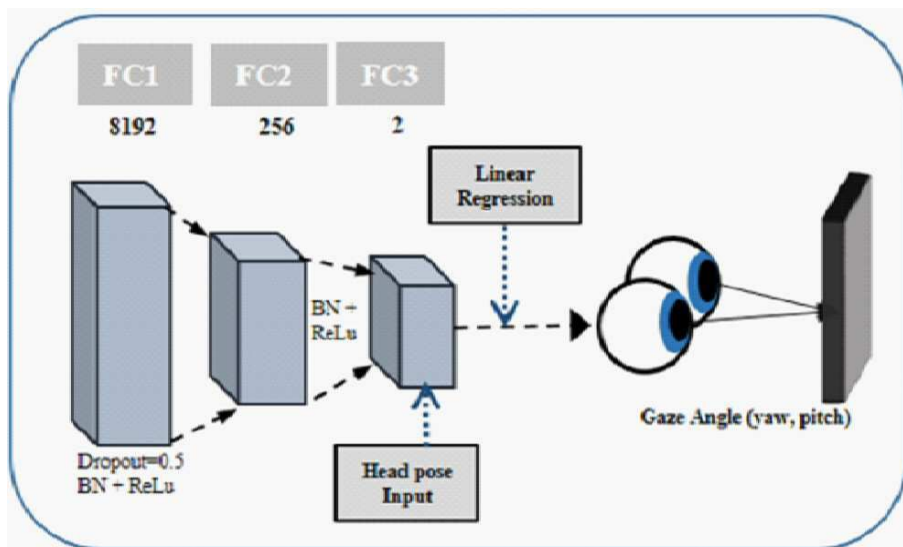 FC1
FC2
FC3
8192
256
2
Linear
Regression
BN +
ReLu
Gaze Angle (yaw, pitch)
Dropout=0.5
BN + ReLu
Head pose
Input